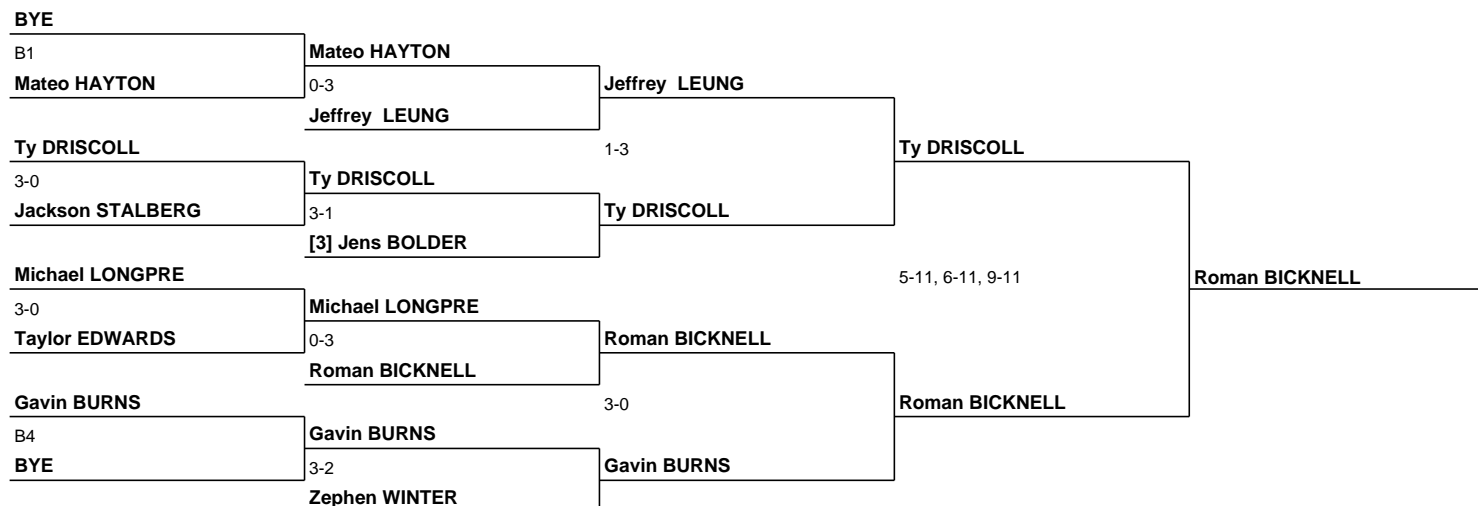 BYE
B1
Mateo HAYTON
Mateo HAYTON
0-3
Jeffrey  LEUNG
Jeffrey  LEUNG
Ty DRISCOLL
3-0
Jackson STALBERG
Ty DRISCOLL
3-1
[3] Jens BOLDER
1-3
Ty DRISCOLL
Ty DRISCOLL
Michael LONGPRE
3-0
Taylor EDWARDS
Michael LONGPRE
0-3
Roman BICKNELL
Roman BICKNELL
5-11, 6-11, 9-11
Roman BICKNELL
Gavin BURNS
B4
BYE
Gavin BURNS
3-2
Zephen WINTER
3-0
Gavin BURNS
Roman BICKNELL